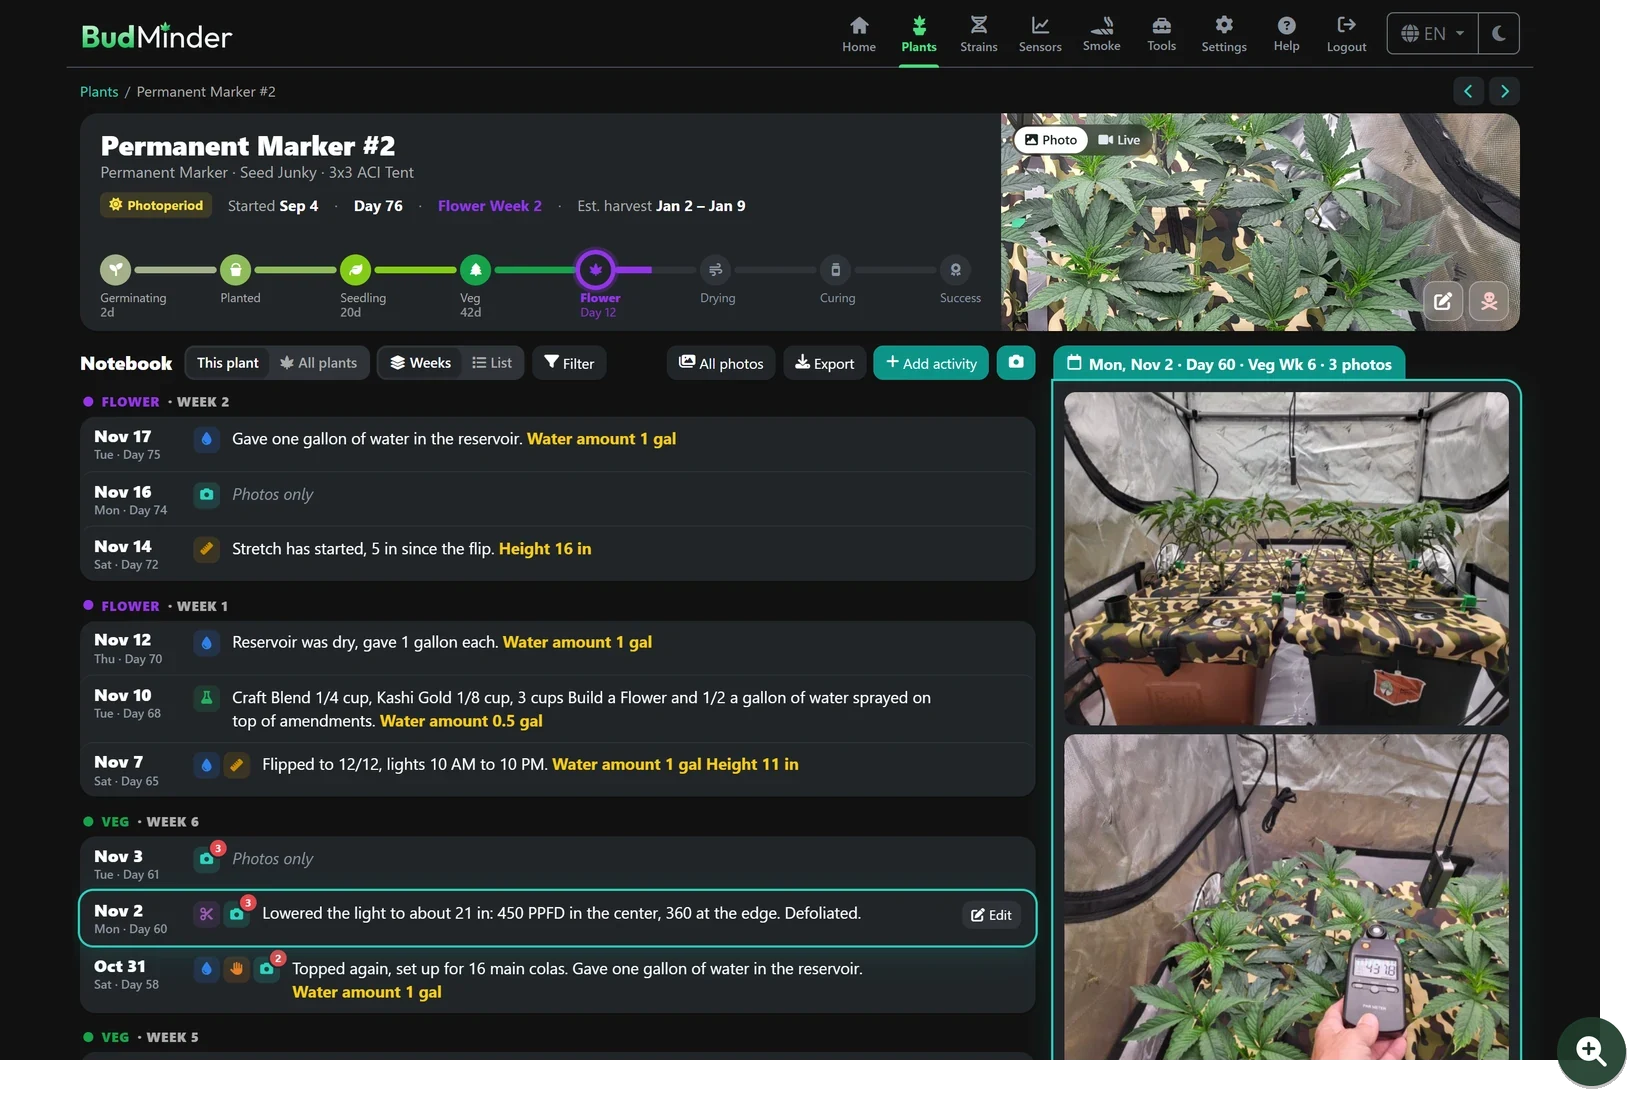 BudMinder
Home
Plants
Strains
Sensors
Smoke
Tools
Settings
Help
Logout
EN
Plants / Permanent Marker #2
Permanent Marker #2
Permanent Marker · Seed Junky · 3x3 ACI Tent
Photoperiod Started Sep 4 · Day 76 · Flower Week 2 · Est. harvest Jan 2 – Jan 9
Germinating
2d
Planted
Seedling
20d
Veg
42d
Flower
Day 12
Drying
Curing
Success
Photo
Live
Notebook
This plant
All plants
Weeks
List
Filter
All photos
Export
+ Add activity
Mon, Nov 2 · Day 60 · Veg Wk 6 · 3 photos
FLOWER · WEEK 2
Nov 17
Tue · Day 75
Gave one gallon of water in the reservoir. Water amount 1 gal
Nov 16
Mon · Day 74
Photos only
Nov 14
Sat · Day 72
Stretch has started, 5 in since the flip. Height 16 in
FLOWER · WEEK 1
Nov 12
Thu · Day 70
Reservoir was dry, gave 1 gallon each. Water amount 1 gal
Nov 10
Tue · Day 68
Craft Blend 1/4 cup, Kashi Gold 1/8 cup, 3 cups Build a Flower and 1/2 a gallon of water sprayed on
top of amendments. Water amount 0.5 gal
Nov 7
Sat · Day 65
Flipped to 12/12, lights 10 AM to 10 PM. Water amount 1 gal Height 11 in
VEG · WEEK 6
Nov 3
Tue · Day 61
3
Photos only
Nov 2
Mon · Day 60
3
Lowered the light to about 21 in: 450 PPFD in the center, 360 at the edge. Defoliated.
Edit
Oct 31
Sat · Day 58
2
Topped again, set up for 16 main colas. Gave one gallon of water in the reservoir.
Water amount 1 gal
VEG · WEEK 5